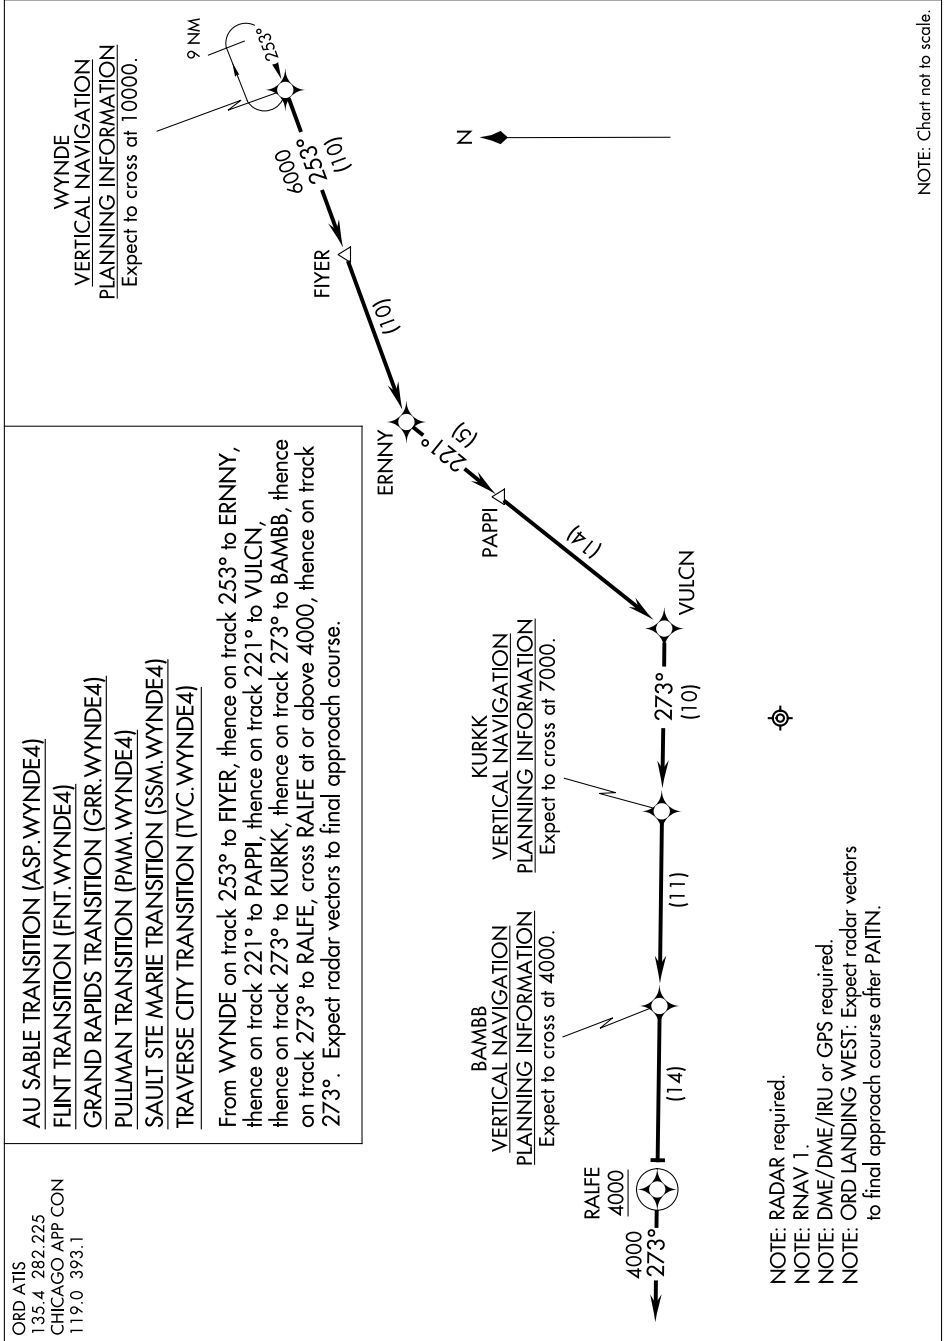 ORD ATIS
135.4 282.225
CHICAGO APP CON
119.0 393.1
AU SABLE TRANSITION (ASP.WYNDE4)
FLINT TRANSITION (FNT.WYNDE4)
GRAND RAPIDS TRANSITION (GRR.WYNDE4)
PULLMAN TRANSITION (PMM.WYNDE4)
SAULT STE MARIE TRANSITION (SSM.WYNDE4)
TRAVERSE CITY TRANSITION (TVC.WYNDE4)
From WYNDE on track 253° to FIYER, thence on track 253° to ERNNY,
thence on track 221° to PAPPI, thence on track 221° to VULCN,
thence on track 273° to KURKK, thence on track 273° to BAMBB, thence
on track 273° to RALFE, cross RALFE at or above 4000, thence on track
273°. Expect radar vectors to final approach course.
WYNDE
VERTICAL NAVIGATION
PLANNING INFORMATION
Expect to cross at 10000.
9 NM
253°
6000
253°
(10)
FIYER
(10)
ERNNY
221°
(5)
PAPPI
(14)
VULCN
273°
(10)
KURKK
VERTICAL NAVIGATION
PLANNING INFORMATION
Expect to cross at 7000.
(11)
BAMBB
VERTICAL NAVIGATION
PLANNING INFORMATION
Expect to cross at 4000.
(14)
RALFE
4000
4000
273°
N
NOTE: RADAR required.
NOTE: RNAV 1.
NOTE: DME/DME/IRU or GPS required.
NOTE: ORD LANDING WEST: Expect radar vectors
to final approach course after PAITN.
NOTE: Chart not to scale.